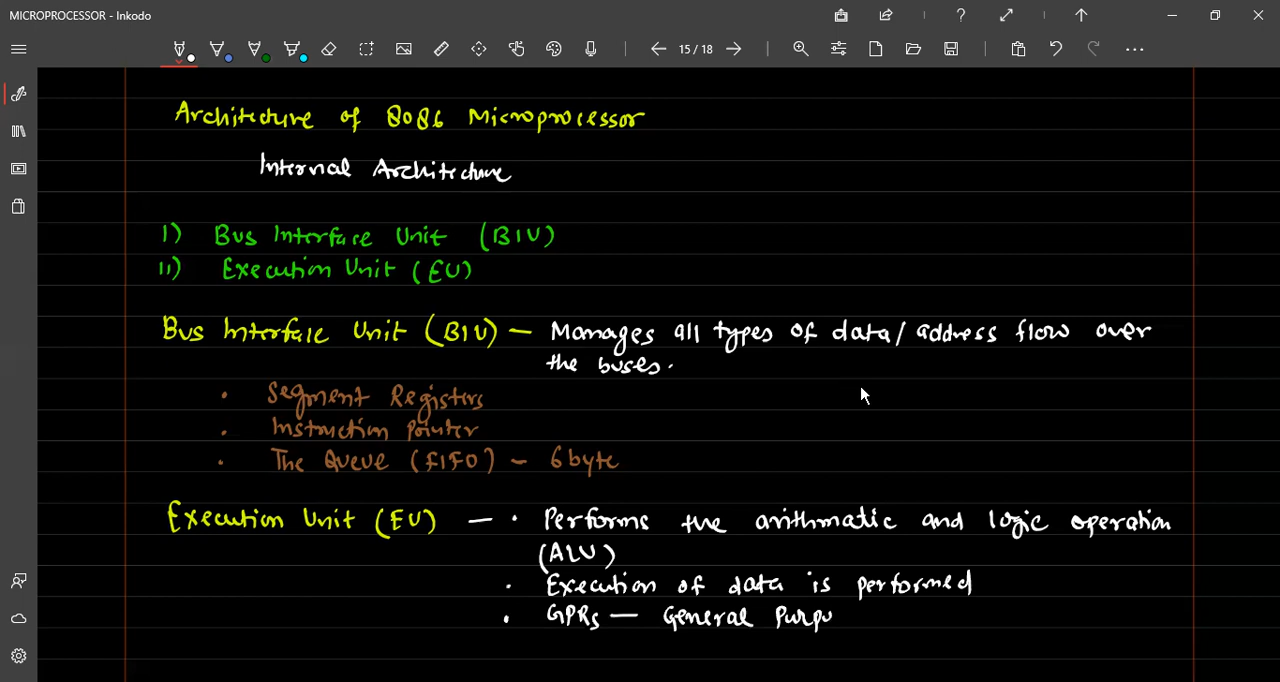 MICROPROCESSOR - Inkodo
15 / 18
Architecture of 8086 Microprocessor
Internal Architecture
I) Bus Interface Unit (BIU)
II) Execution Unit (EU)
Bus Interface Unit (BIU) — Manages all types of data/ address flow over
the buses.
• Segment Registers
• Instruction Pointer
• The Queue (FIFO) - 6 byte
Execution Unit (EU) — • Performs the arithmatic and logic operation
(ALU)
• Execution of data is performed
• GPRs — General Purpo